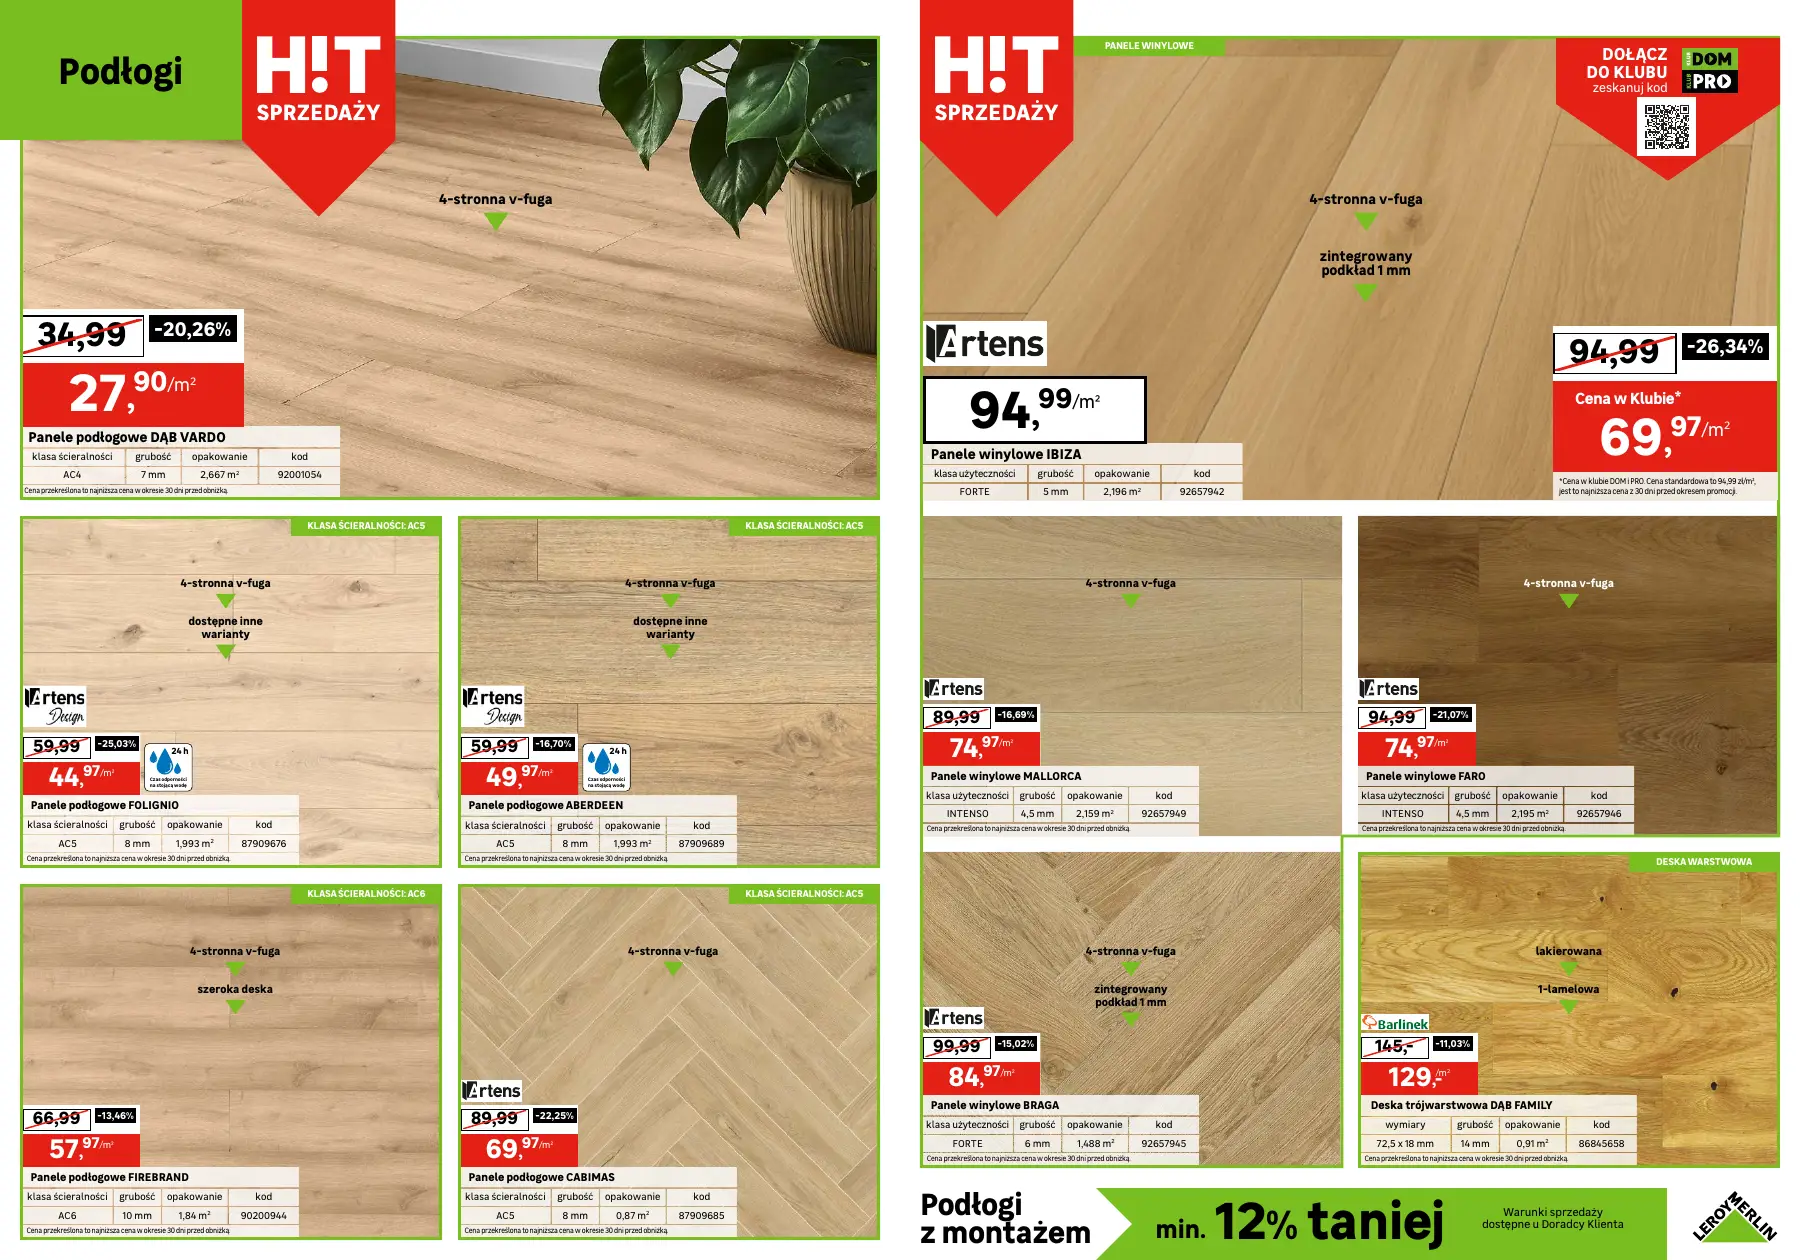 Podłogi
H!T
SPRZEDAŻY
4-stronna v-fuga
34,99
-20,26%
27,90/m²
Panele podłogowe DĄB VARDO
klasa ścieralności grubość opakowanie kod
AC4 7 mm 2,667 m² 92001054
Cena przekreślona to najniższa cena w okresie 30 dni przed obniżką.
KLASA ŚCIERALNOŚCI: AC5
4-stronna v-fuga
dostępne inne
warianty
Artens
Design
59,99
-25,03%
24 h
Czas odporności
na stojącą wodę
44,97/m²
Panele podłogowe FOLIGNIO
klasa ścieralności grubość opakowanie kod
AC5 8 mm 1,993 m² 87909676
Cena przekreślona to najniższa cena w okresie 30 dni przed obniżką.
KLASA ŚCIERALNOŚCI: AC5
4-stronna v-fuga
dostępne inne
warianty
Artens
Design
59,99
-16,70%
24 h
Czas odporności
na stojącą wodę
49,97/m²
Panele podłogowe ABERDEEN
klasa ścieralności grubość opakowanie kod
AC5 8 mm 1,993 m² 87909689
Cena przekreślona to najniższa cena w okresie 30 dni przed obniżką.
KLASA ŚCIERALNOŚCI: AC6
4-stronna v-fuga
szeroka deska
66,99
-13,46%
57,97/m²
Panele podłogowe FIREBRAND
klasa ścieralności grubość opakowanie kod
AC6 10 mm 1,84 m² 90200944
Cena przekreślona to najniższa cena w okresie 30 dni przed obniżką.
KLASA ŚCIERALNOŚCI: AC5
4-stronna v-fuga
Artens
89,99
-22,25%
69,97/m²
Panele podłogowe CABIMAS
klasa ścieralności grubość opakowanie kod
AC5 8 mm 0,87 m² 87909685
Cena przekreślona to najniższa cena w okresie 30 dni przed obniżką.
H!T
SPRZEDAŻY
PANELE WINYLOWE
DOŁĄCZ
DO KLUBU
zeskanuj kod
KLUB DOM
KLUB PRO
4-stronna v-fuga
zintegrowany
podkład 1 mm
Artens
94,99/m²
Panele winylowe IBIZA
klasa użyteczności grubość opakowanie kod
FORTE 5 mm 2,196 m² 92657942
94,99
-26,34%
Cena w Klubie*
69,97/m²
*Cena w klubie DOM i PRO. Cena standardowa to 94,99 zł/m²,
jest to najniższa cena z 30 dni przed okresem promocji.
4-stronna v-fuga
Artens
89,99
-16,69%
74,97/m²
Panele winylowe MALLORCA
klasa użyteczności grubość opakowanie kod
INTENSO 4,5 mm 2,159 m² 92657949
Cena przekreślona to najniższa cena w okresie 30 dni przed obniżką.
4-stronna v-fuga
Artens
94,99
-21,07%
74,97/m²
Panele winylowe FARO
klasa użyteczności grubość opakowanie kod
INTENSO 4,5 mm 2,195 m² 92657946
Cena przekreślona to najniższa cena w okresie 30 dni przed obniżką.
4-stronna v-fuga
zintegrowany
podkład 1 mm
Artens
99,99
-15,02%
84,97/m²
Panele winylowe BRAGA
klasa użyteczności grubość opakowanie kod
FORTE 6 mm 1,488 m² 92657945
Cena przekreślona to najniższa cena w okresie 30 dni przed obniżką.
DESKA WARSTWOWA
lakierowana
1-lamelowa
Barlinek
145,-
-11,03%
129,-/m²
Deska trójwarstwowa DĄB FAMILY
wymiary grubość opakowanie kod
72,5 x 18 mm 14 mm 0,91 m² 86845658
Cena przekreślona to najniższa cena w okresie 30 dni przed obniżką.
Podłogi
z montażem
min. 12% taniej
Warunki sprzedaży
dostępne u Doradcy Klienta
LEROY MERLIN